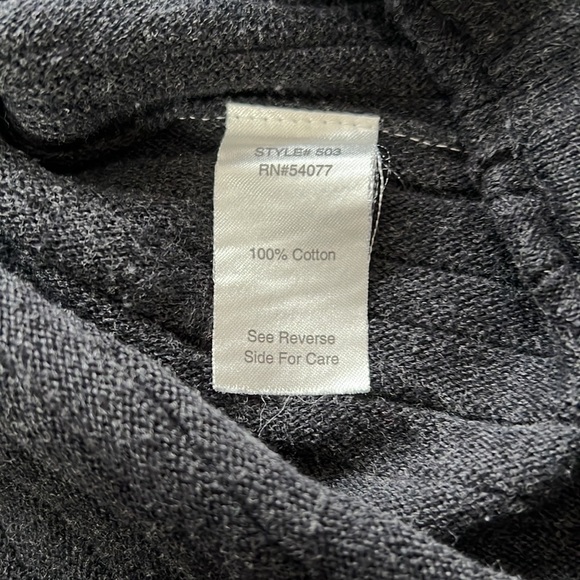 STYLE# 503
RN#54077
100% Cotton
See Reverse
Side For Care